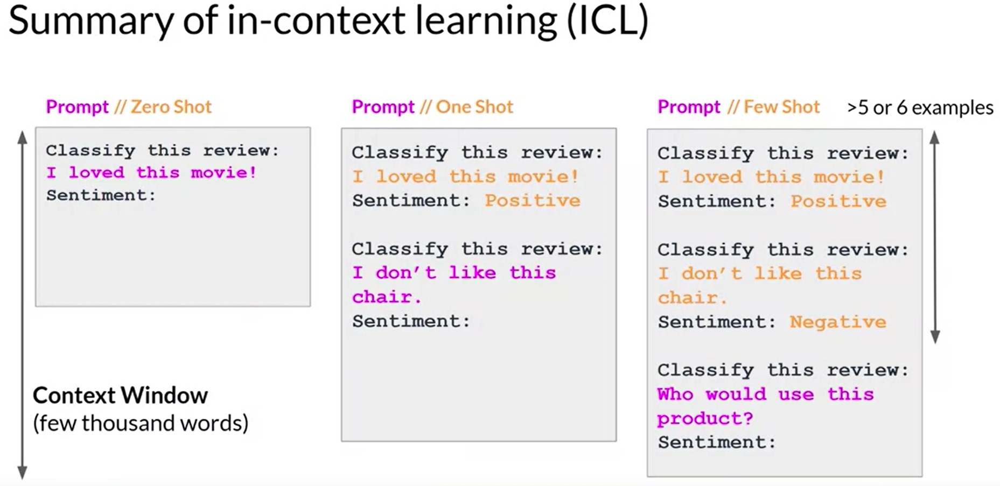 Summary of in-context learning (ICL)
Prompt // Zero Shot
Classify this review:
I loved this movie!
Sentiment:
Context Window
(few thousand words)
Prompt // One Shot
Classify this review:
I loved this movie!
Sentiment: Positive
Classify this review:
I don't like this
chair.
Sentiment:
Prompt // Few Shot >5 or 6 examples
Classify this review:
I loved this movie!
Sentiment: Positive
Classify this review:
I don't like this
chair.
Sentiment: Negative
Classify this review:
Who would use this
product?
Sentiment: